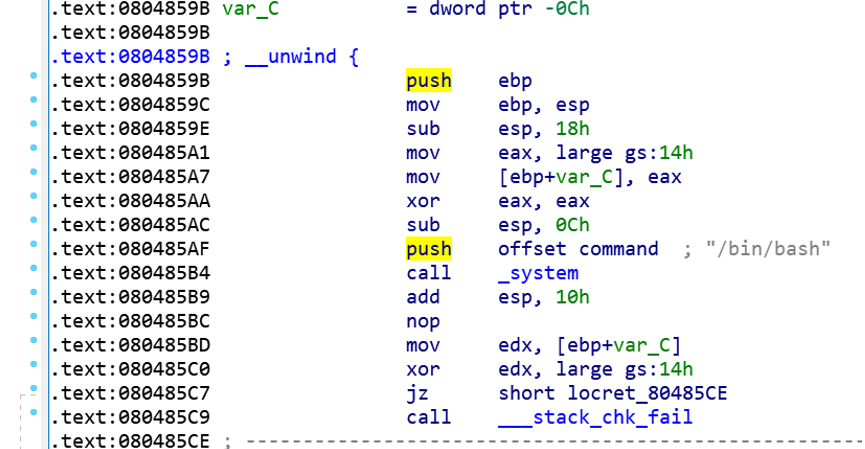 .text:0804859B var_C = dword ptr -0Ch
.text:0804859B
.text:0804859B ; __unwind {
.text:0804859B push ebp
.text:0804859C mov ebp, esp
.text:0804859E sub esp, 18h
.text:080485A1 mov eax, large gs:14h
.text:080485A7 mov [ebp+var_C], eax
.text:080485AA xor eax, eax
.text:080485AC sub esp, 0Ch
.text:080485AF push offset command ; "/bin/bash"
.text:080485B4 call _system
.text:080485B9 add esp, 10h
.text:080485BC nop
.text:080485BD mov edx, [ebp+var_C]
.text:080485C0 xor edx, large gs:14h
.text:080485C7 jz short locret_80485CE
.text:080485C9 call ___stack_chk_fail
.text:080485CE ; ---------------------------------------------------------------------------